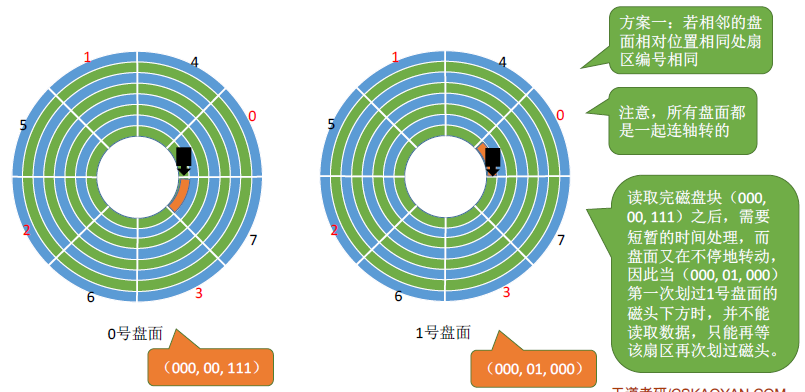 方案一：若相邻的盘
面相对位置相同处扇
区编号相同
注意，所有盘面都
是一起连轴转的
读取完磁盘块（000,
00, 111）之后，需要
短暂的时间处理，而
盘面又在不停地转动，
因此当（000, 01, 000）
第一次划过1号盘面的
磁头下方时，并不能
读取数据，只能再等
该扇区再次划过磁头。
1
4
0
5
2
7
6
3
0号盘面
（000, 00, 111）
1
4
0
5
2
7
6
3
1号盘面
（000, 01, 000）